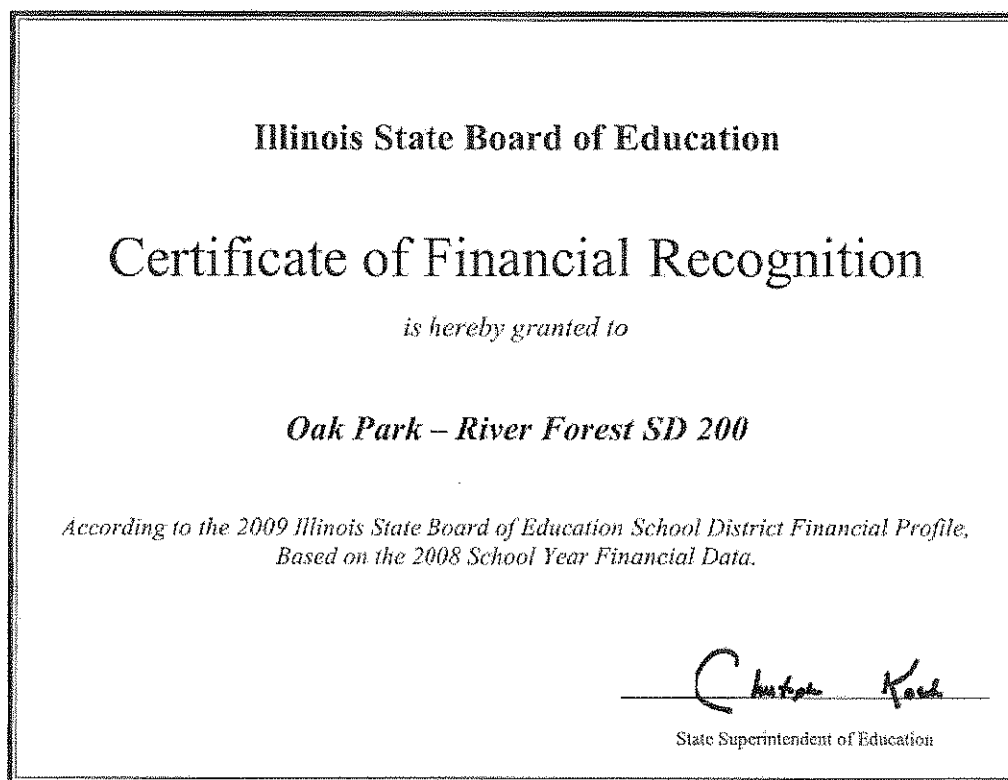 Illinois State Board of Education
Certificate of Financial Recognition
is hereby granted to
Oak Park – River Forest SD 200
According to the 2009 Illinois State Board of Education School District Financial Profile,
Based on the 2008 School Year Financial Data.
Christopher Koch
State Superintendent of Education